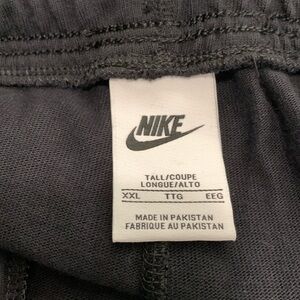 NIKE
TALL/COUPE
LONGUE/ALTO
XXL TTG EEG
MADE IN PAKISTAN
FABRIQUE AU PAKISTAN